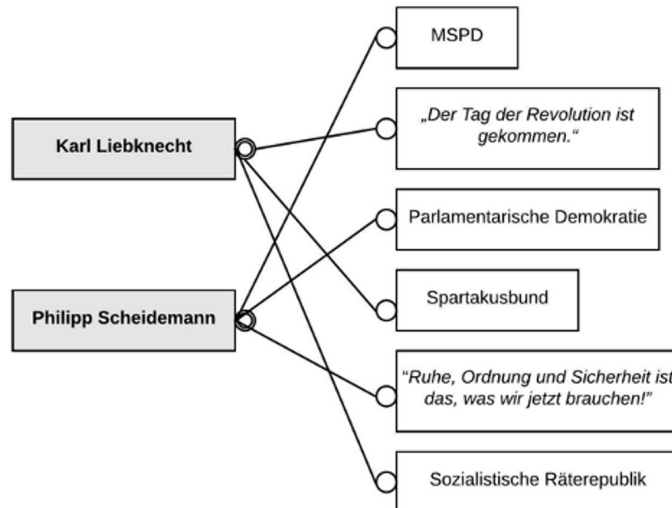 MSPD
„Der Tag der Revolution ist
gekommen.“
Karl Liebknecht
Parlamentarische Demokratie
Spartakusbund
Philipp Scheidemann
“Ruhe, Ordnung und Sicherheit ist
das, was wir jetzt brauchen!”
Sozialistische Räterepublik